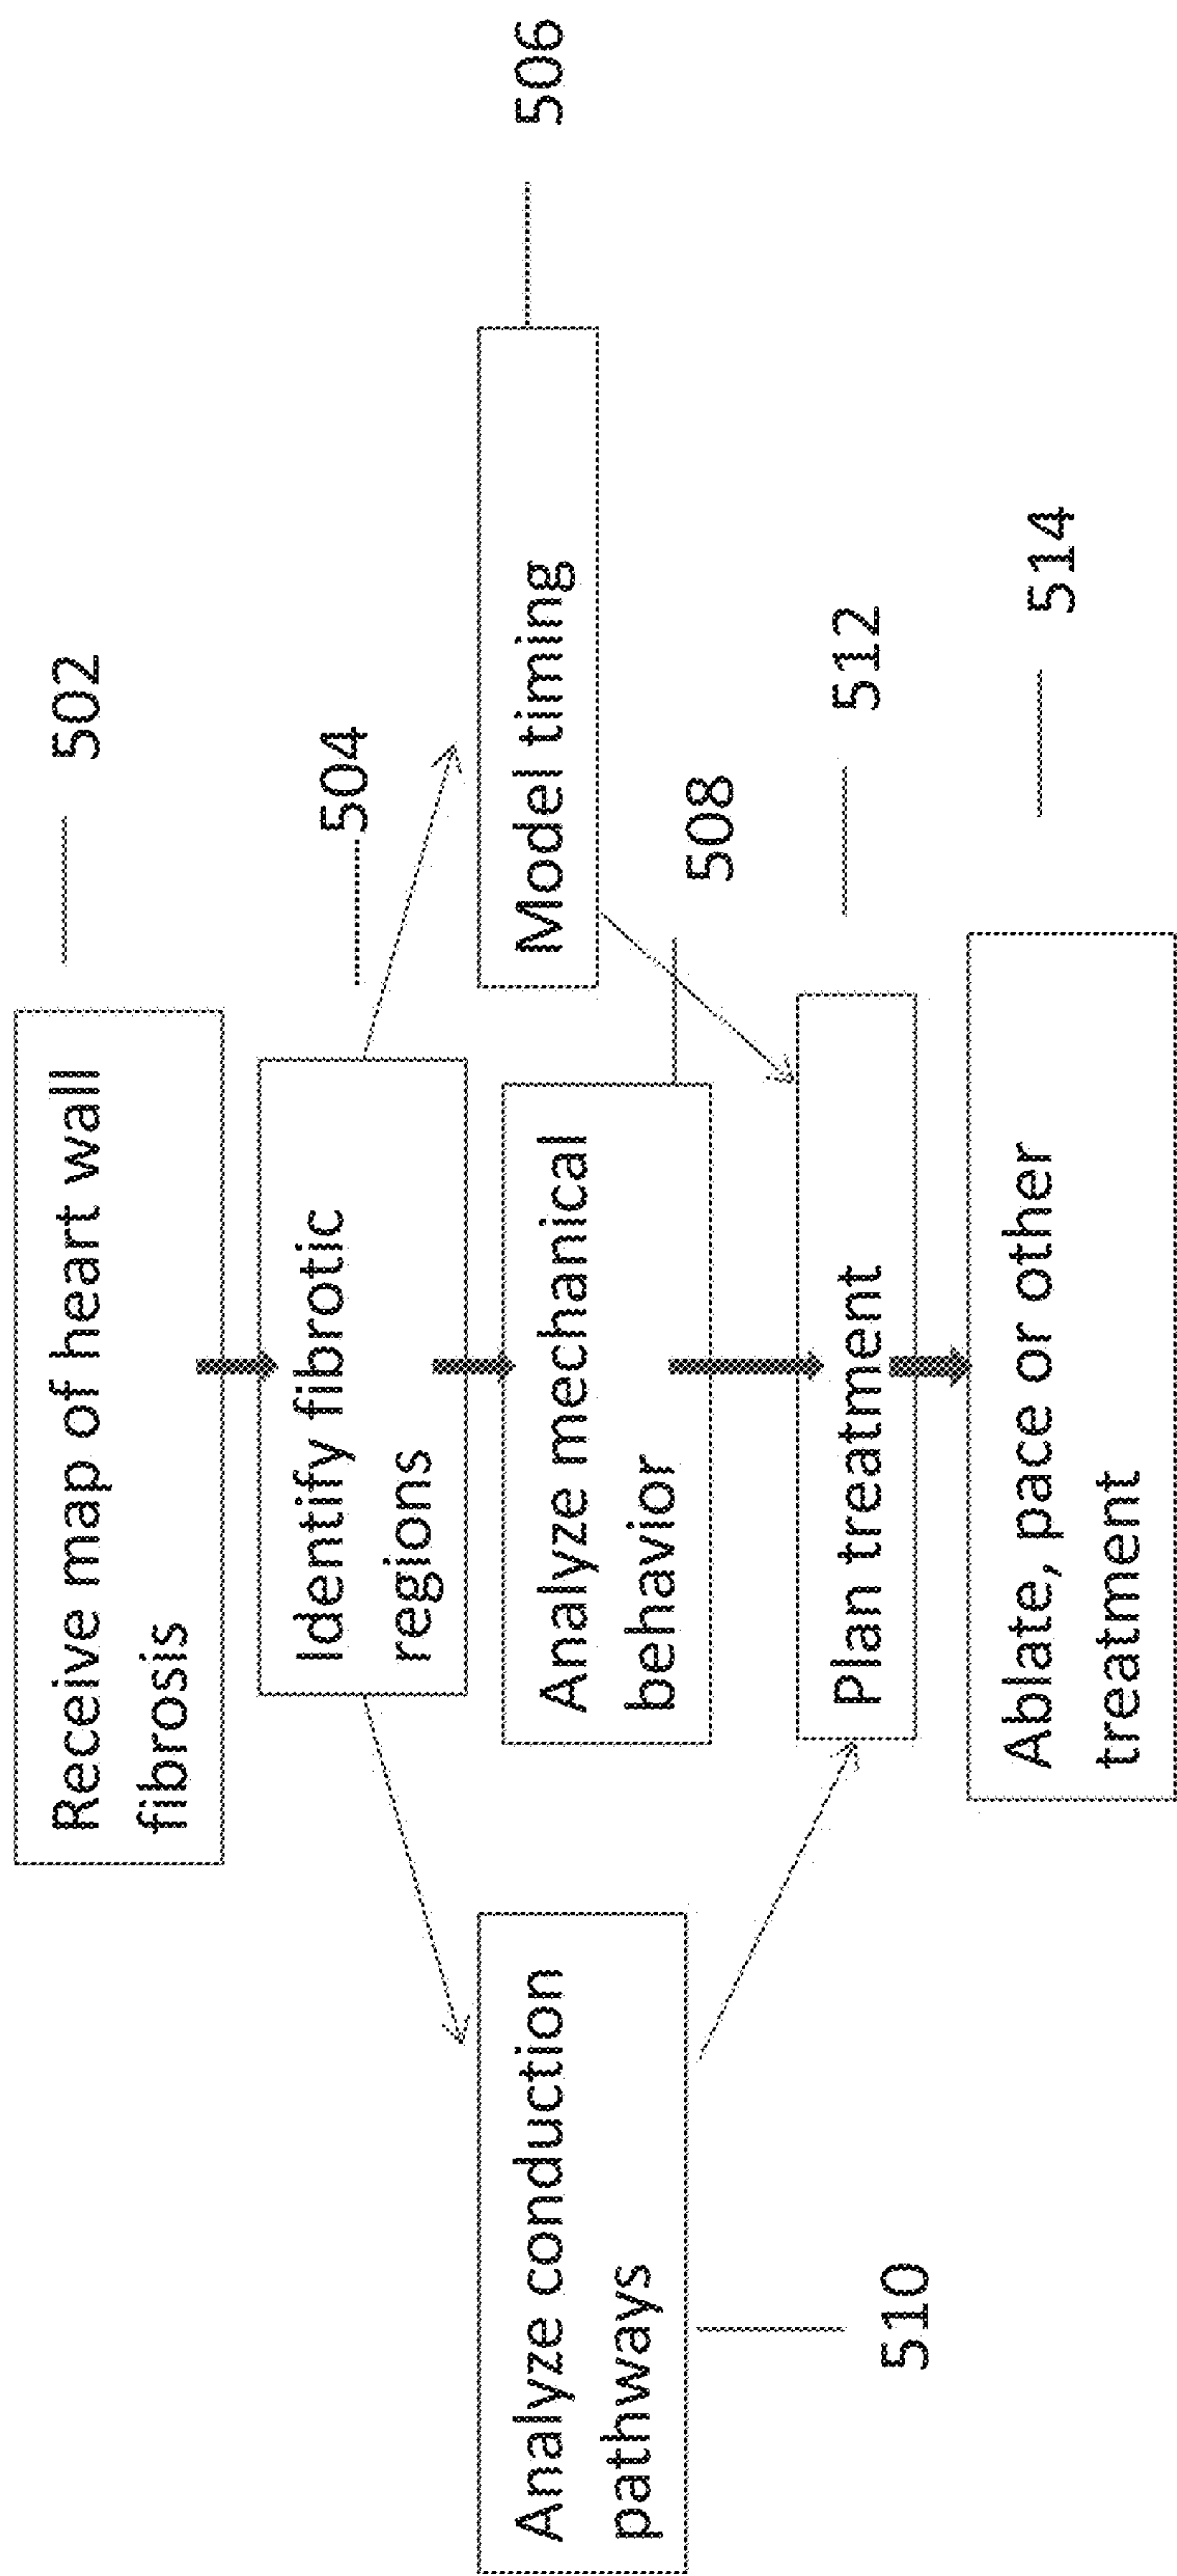 Receive map of heart wall
fibrosis
502
Identify fibrotic
regions
504
Analyze conduction
pathways
510
Analyze mechanical
behavior
508
Model timing
506
Plan treatment
512
Ablate, pace or other
treatment
514